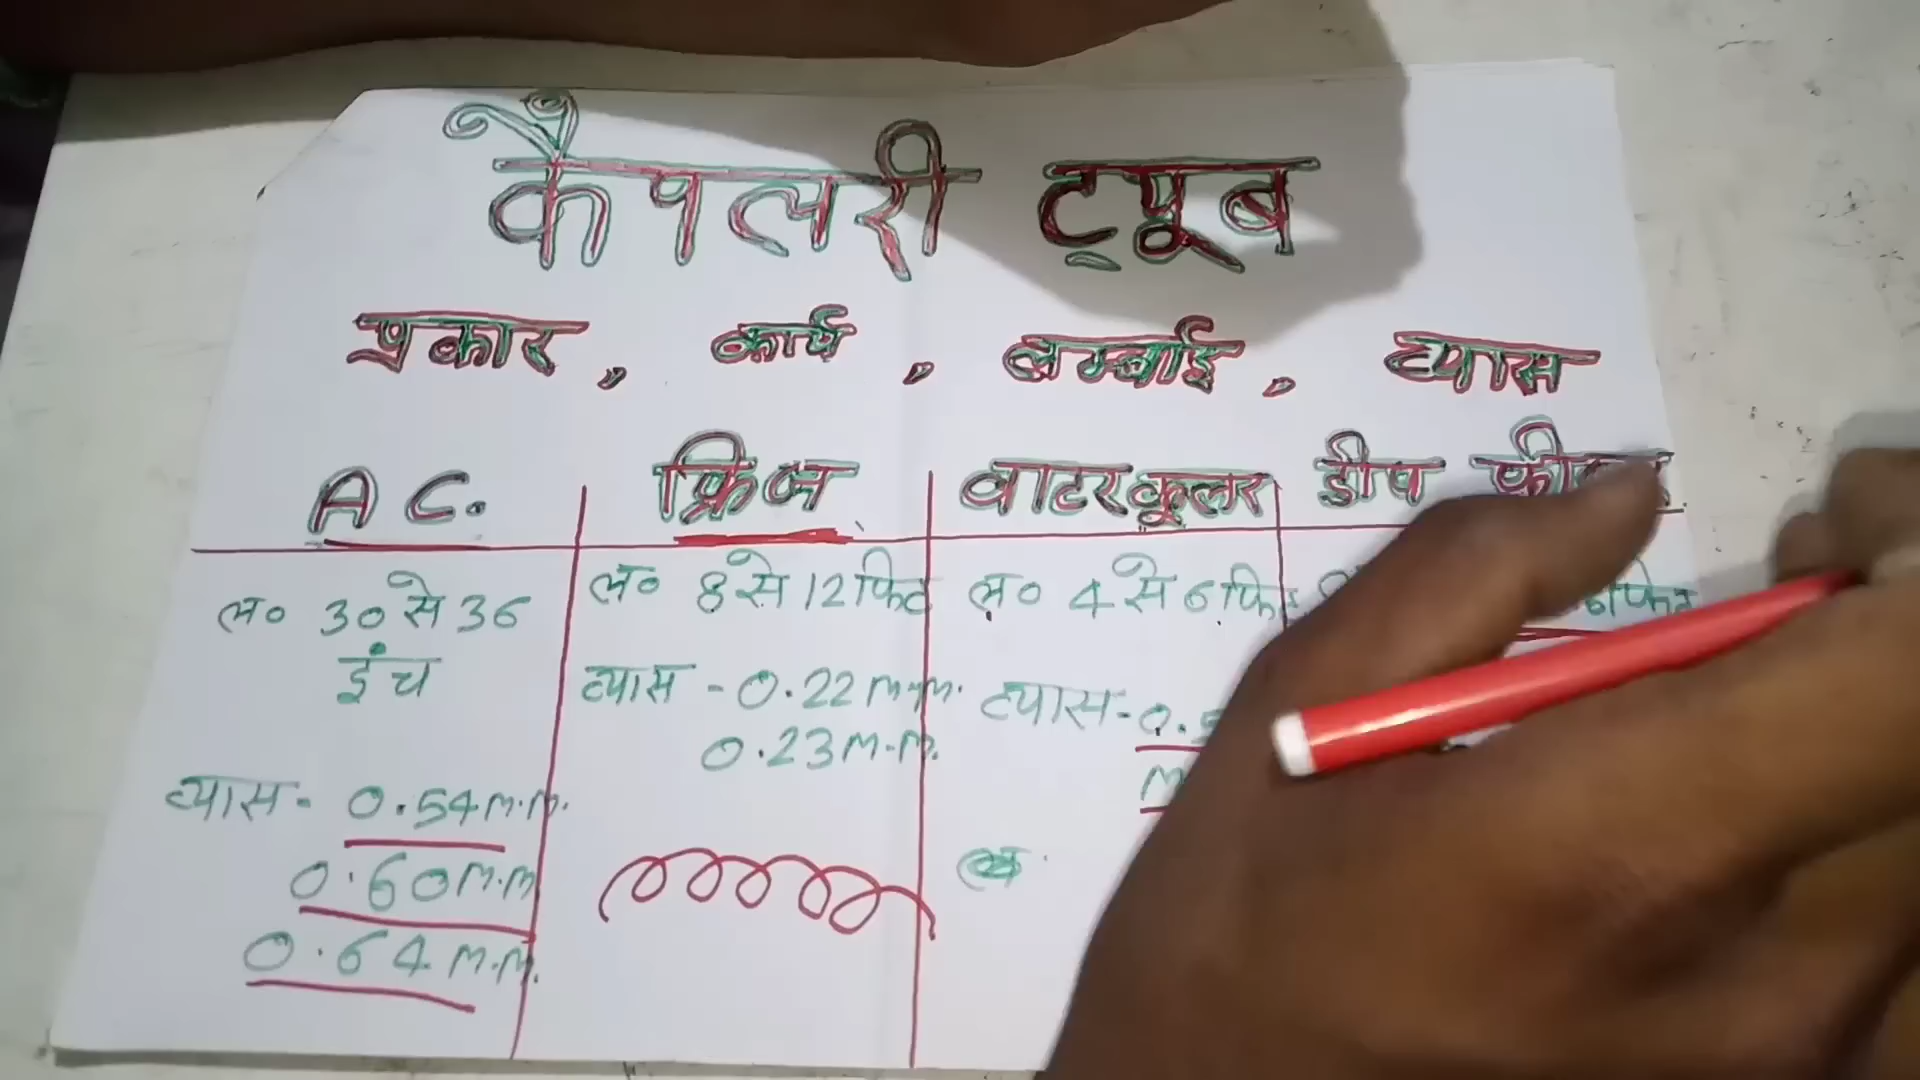 कैपलरी ट्यूब
प्रकार, कार्य, लम्बाई, व्यास
A C. फ्रिज वाटरकूलर डीप
ल० 30 से 36 इंच
व्यास- 0.54 m.m.
0.60 m.m
0.64 m.m.
ल० 8 से 12 फिट
व्यास - 0.22 m.m.
0.23 m.m.
ल० 4 से 6 फिट
व्यास-
6 फिट